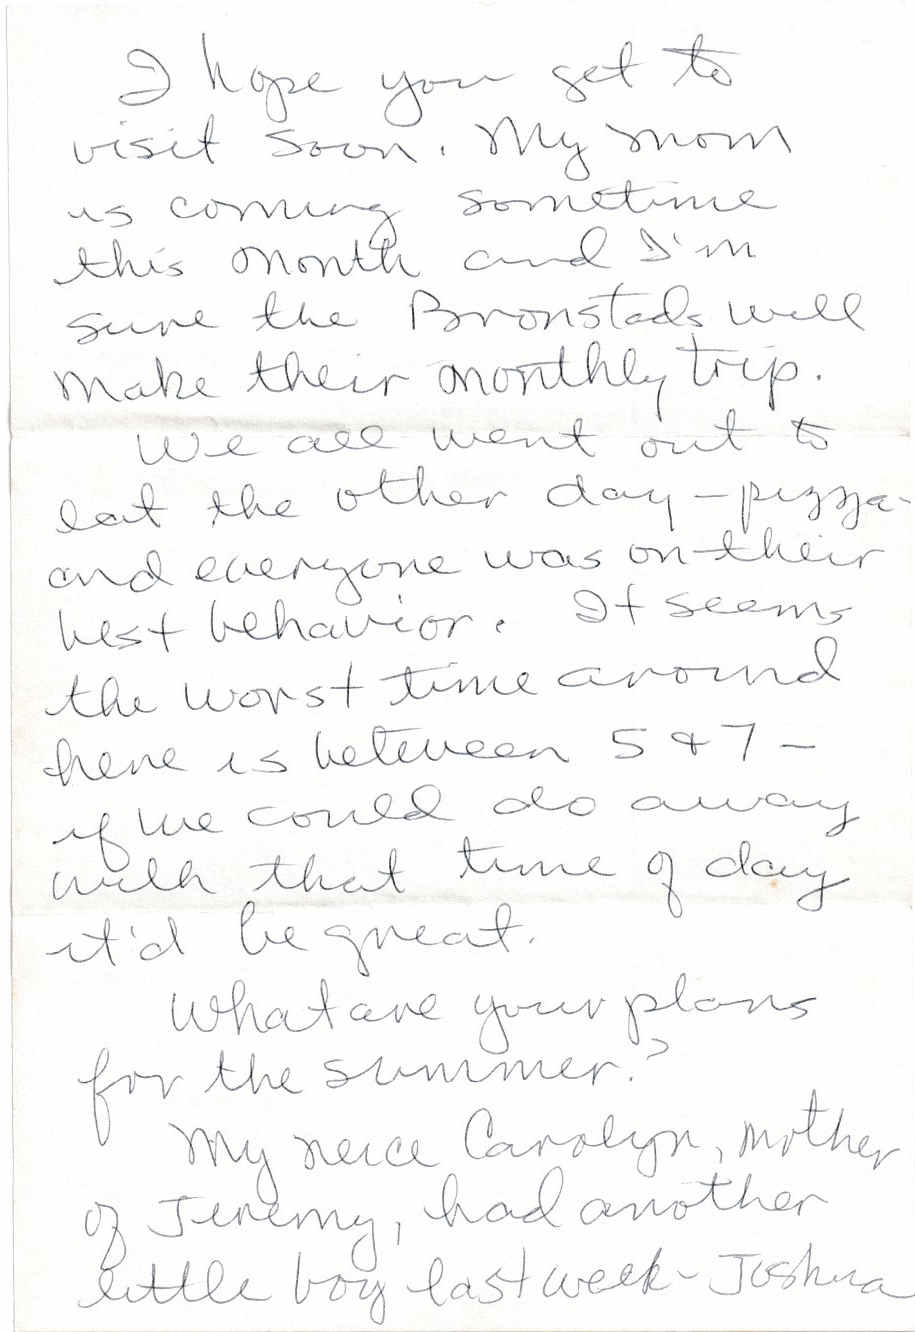 I hope you get to
visit soon. My mom
is coming sometime
this month and I'm
sure the Bronstads will
make their monthly trip.
We all went out to
eat the other day - pizza -
and everyone was on their
best behavior. It seems
the worst time around
here is between 5 & 7 -
if we could do away
with that time of day
it'd be great.
What are your plans
for the summer?
My neice Carolyn, mother
of Jeremy, had another
little boy last week - Joshua